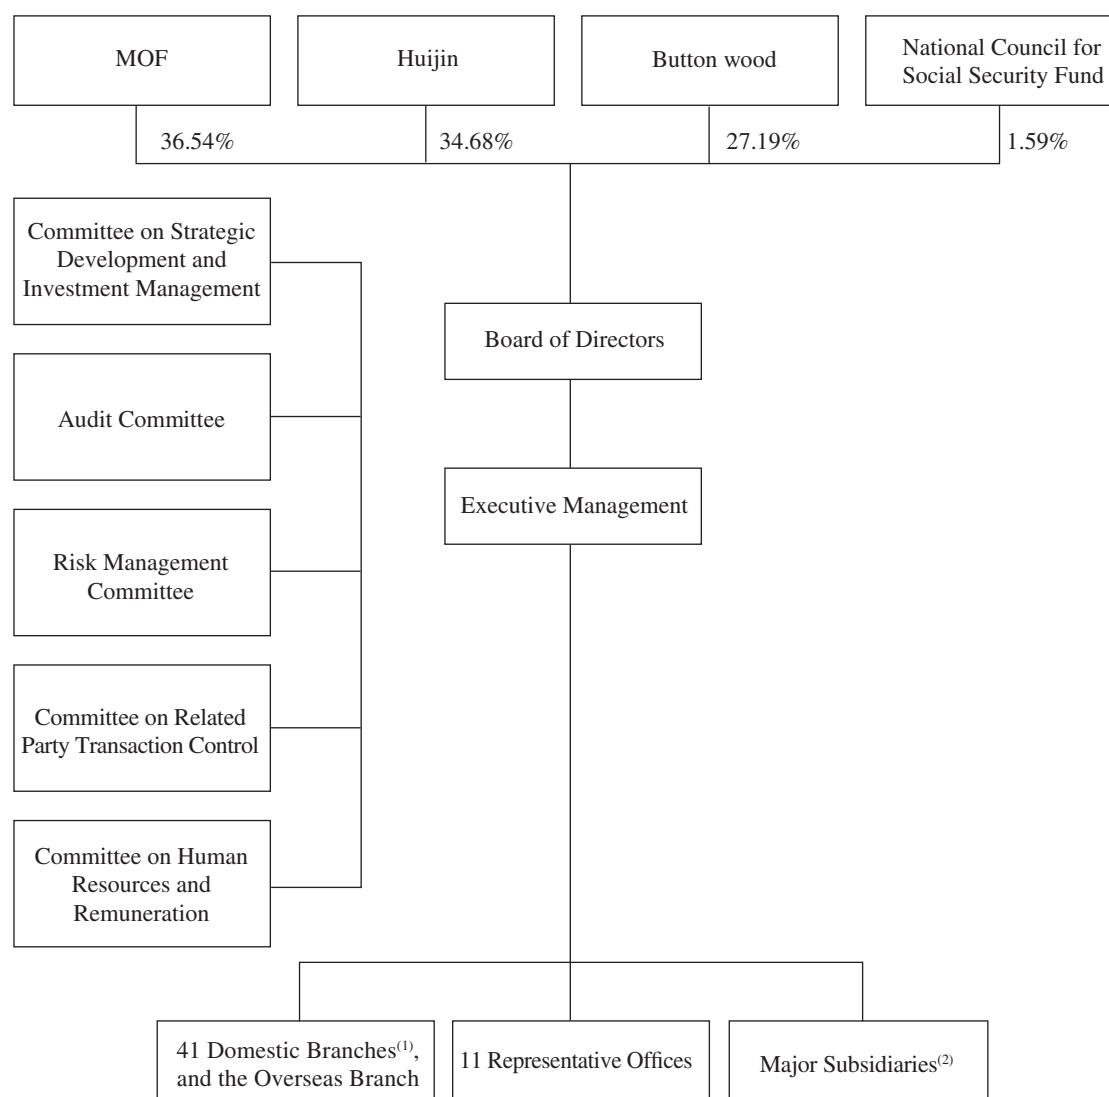 MOF
Huijin
Button wood
National Council for
Social Security Fund
36.54%
34.68%
27.19%
1.59%
Committee on Strategic
Development and
Investment Management
Board of Directors
Audit Committee
Executive Management
Risk Management
Committee
Committee on Related
Party Transaction Control
Committee on Human
Resources and
Remuneration
41 Domestic Branches(1),
and the Overseas Branch
11 Representative Offices
Major Subsidiaries(2)